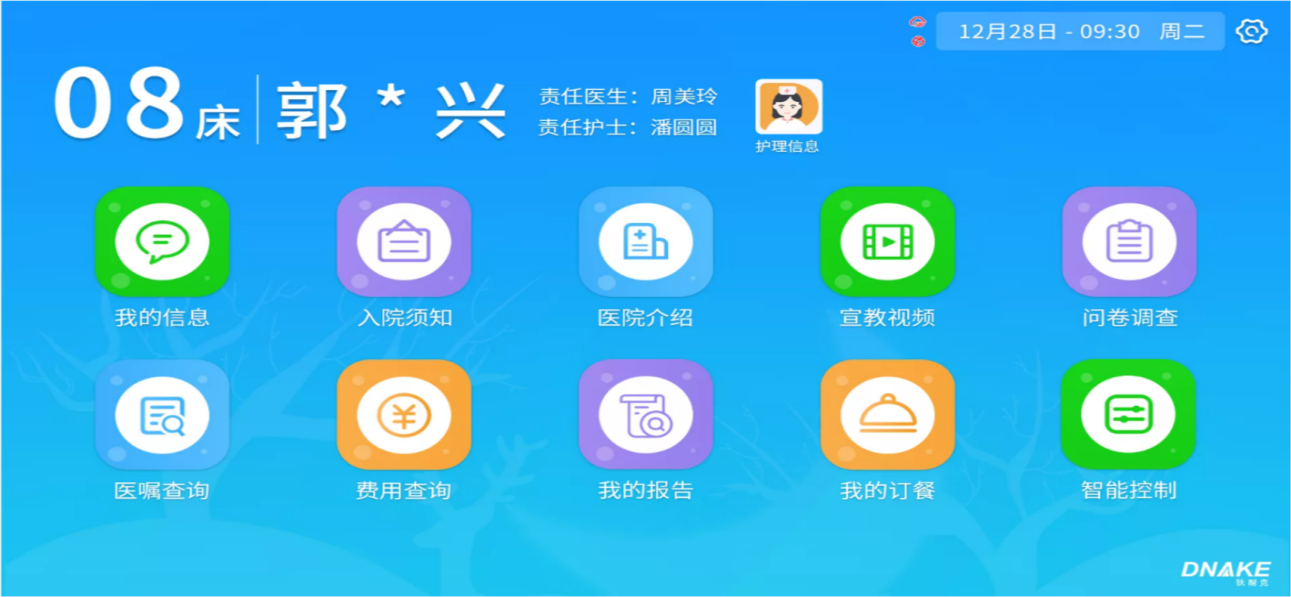 12月28日 - 09:30 周二
08床 郭 * 兴
责任医生：周美玲
责任护士：潘圆圆
护理信息
我的信息 入院须知 医院介绍 宣教视频 问卷调查
医嘱查询 费用查询 我的报告 我的订餐 智能控制
DNAKE
狄耐克